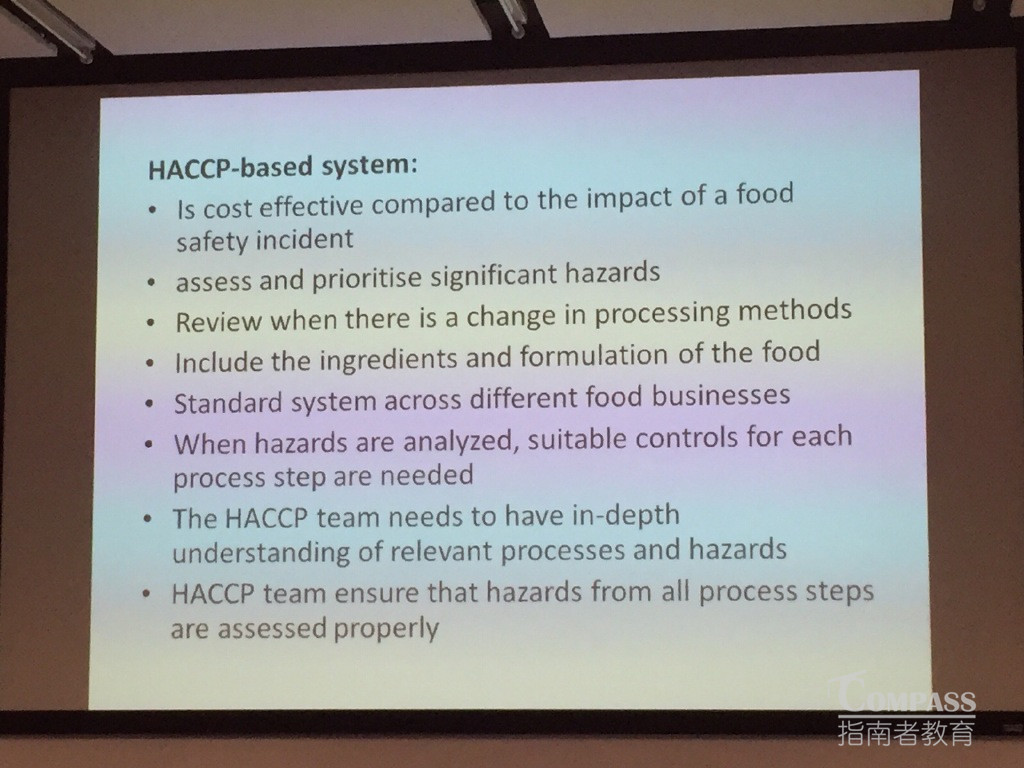 HACCP-based system:
• Is cost effective compared to the impact of a food
safety incident
• assess and prioritise significant hazards
• Review when there is a change in processing methods
• Include the ingredients and formulation of the food
• Standard system across different food businesses
• When hazards are analyzed, suitable controls for each
process step are needed
• The HACCP team needs to have in-depth
understanding of relevant processes and hazards
• HACCP team ensure that hazards from all process steps
are assessed properly
COMPASS
指南者教育